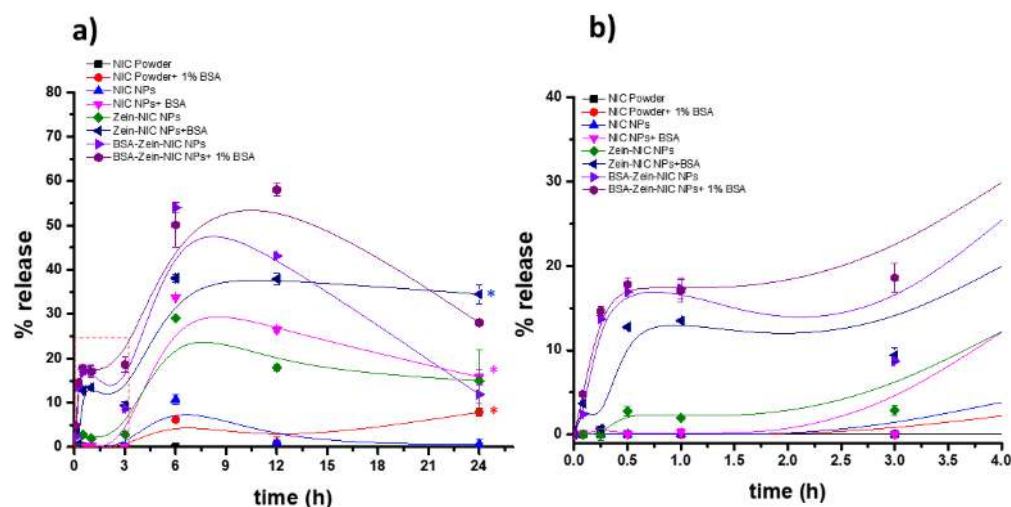 a)
NIC Powder
NIC Powder+ 1% BSA
NIC NPs
NIC NPs+ BSA
Zein-NIC NPs
Zein-NIC NPs+BSA
BSA-Zein-NIC NPs
BSA-Zein-NIC NPs+ 1% BSA
80
70
60
50
40
30
20
10
0
% release
0 3 6 9 12 15 18 21 24
time (h)
*
*
*
b)
NIC Powder
NIC Powder+ 1% BSA
NIC NPs
NIC NPs+ BSA
Zein-NIC NPs
Zein-NIC NPs+BSA
BSA-Zein-NIC NPs
BSA-Zein-NIC NPs+ 1% BSA
40
30
20
10
0
% release
0.0 0.5 1.0 1.5 2.0 2.5 3.0 3.5 4.0
time (h)